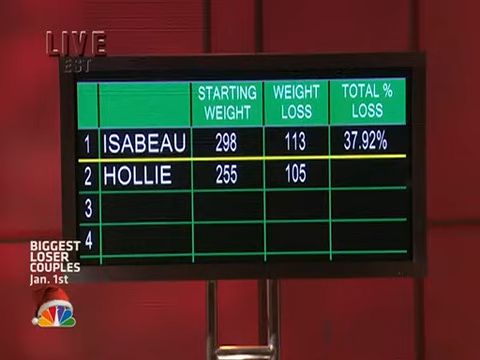 LIVE
EST
STARTING WEIGHT WEIGHT LOSS TOTAL % LOSS
1 ISABEAU 298 113 37.92%
2 HOLLIE 255 105
3
4
BIGGEST
LOSER
COUPLES
Jan. 1st